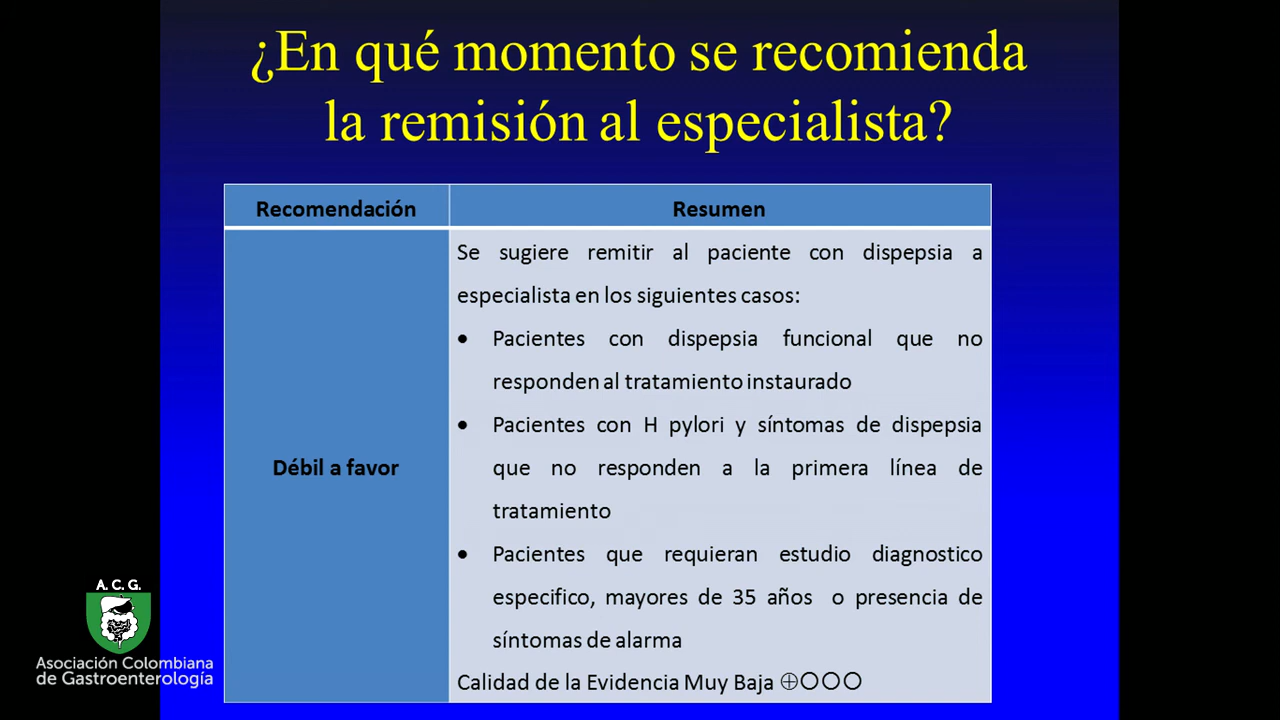 ¿En qué momento se recomienda
la remisión al especialista?
Recomendación
Resumen
Débil a favor
Se sugiere remitir al paciente con dispepsia a
especialista en los siguientes casos:
• Pacientes con dispepsia funcional que no
responden al tratamiento instaurado
• Pacientes con H pylori y síntomas de dispepsia
que no responden a la primera línea de
tratamiento
• Pacientes que requieran estudio diagnostico
especifico, mayores de 35 años o presencia de
síntomas de alarma
Calidad de la Evidencia Muy Baja ⊕○○○
A. C. G.
Asociación Colombiana
de Gastroenterología